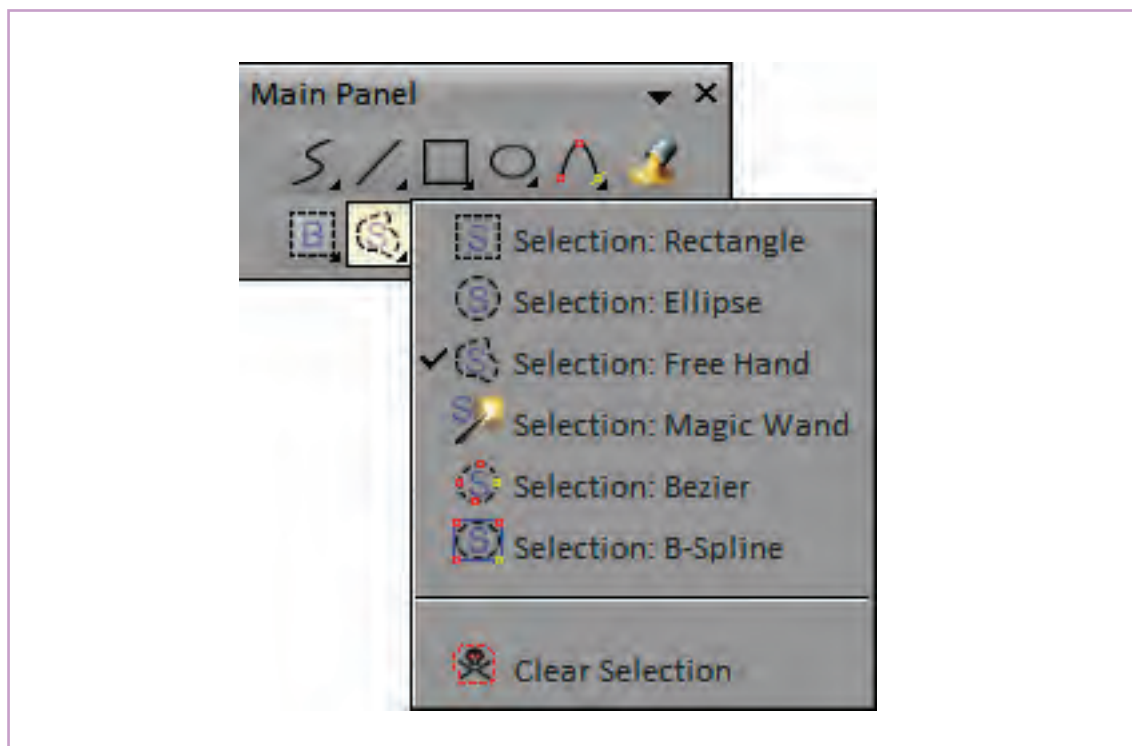 Main Panel
B S
S Selection: Rectangle
S Selection: Ellipse
S Selection: Free Hand
S Selection: Magic Wand
S Selection: Bezier
S Selection: B-Spline
Clear Selection